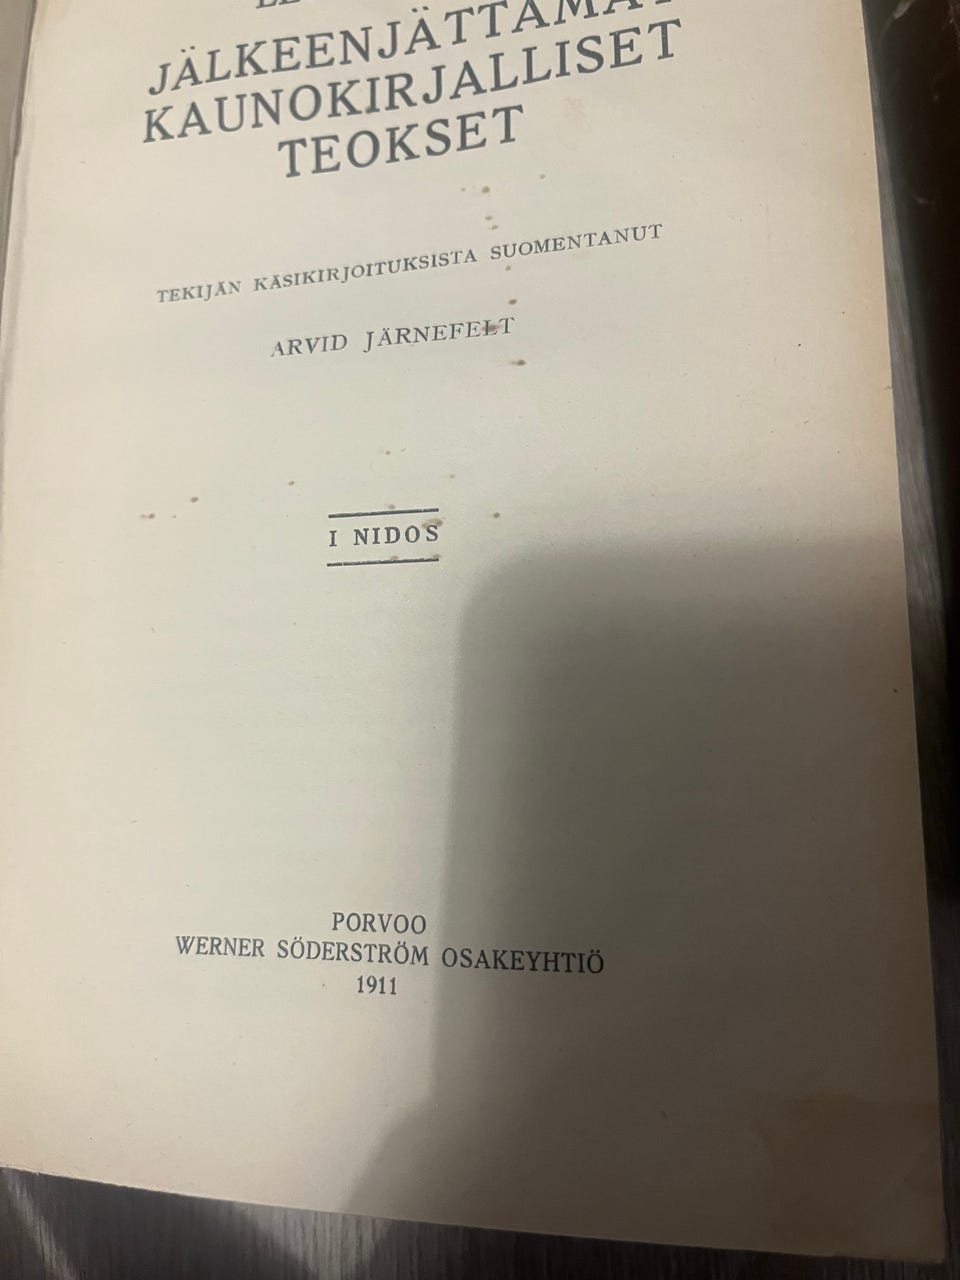 JÄLKEENJÄTTÄMÄT
KAUNOKIRJALLISET
TEOKSET
TEKIJÄN KÄSIKIRJOITUKSISTA SUOMENTANUT
ARVID JÄRNEFELT
I NIDOS
PORVOO
WERNER SÖDERSTRÖM OSAKEYHTIÖ
1911